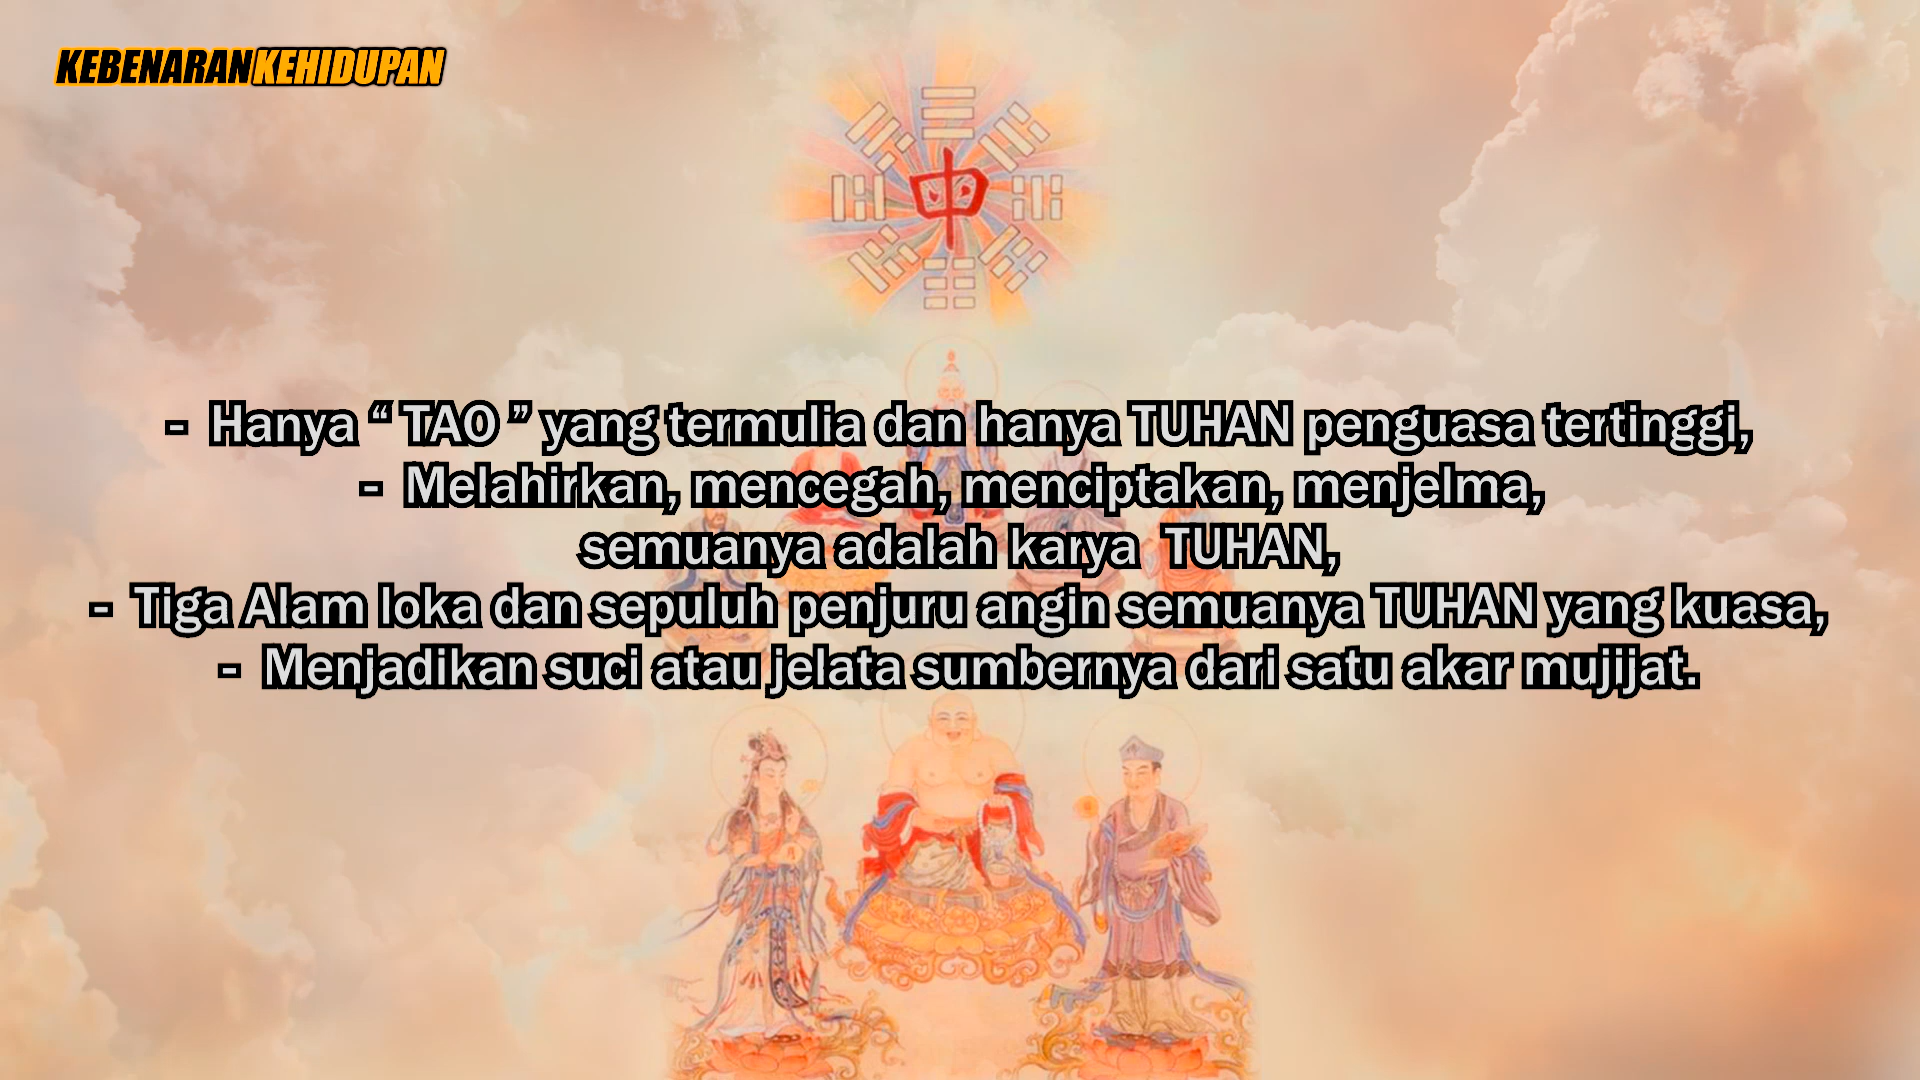 KEBENARANKEHIDUPAN
- Hanya “ TAO ” yang termulia dan hanya TUHAN penguasa tertinggi,
- Melahirkan, mencegah, menciptakan, menjelma,
semuanya adalah karya TUHAN,
- Tiga Alam loka dan sepuluh penjuru angin semuanya TUHAN yang kuasa,
- Menjadikan suci atau jelata sumbernya dari satu akar mujijat.